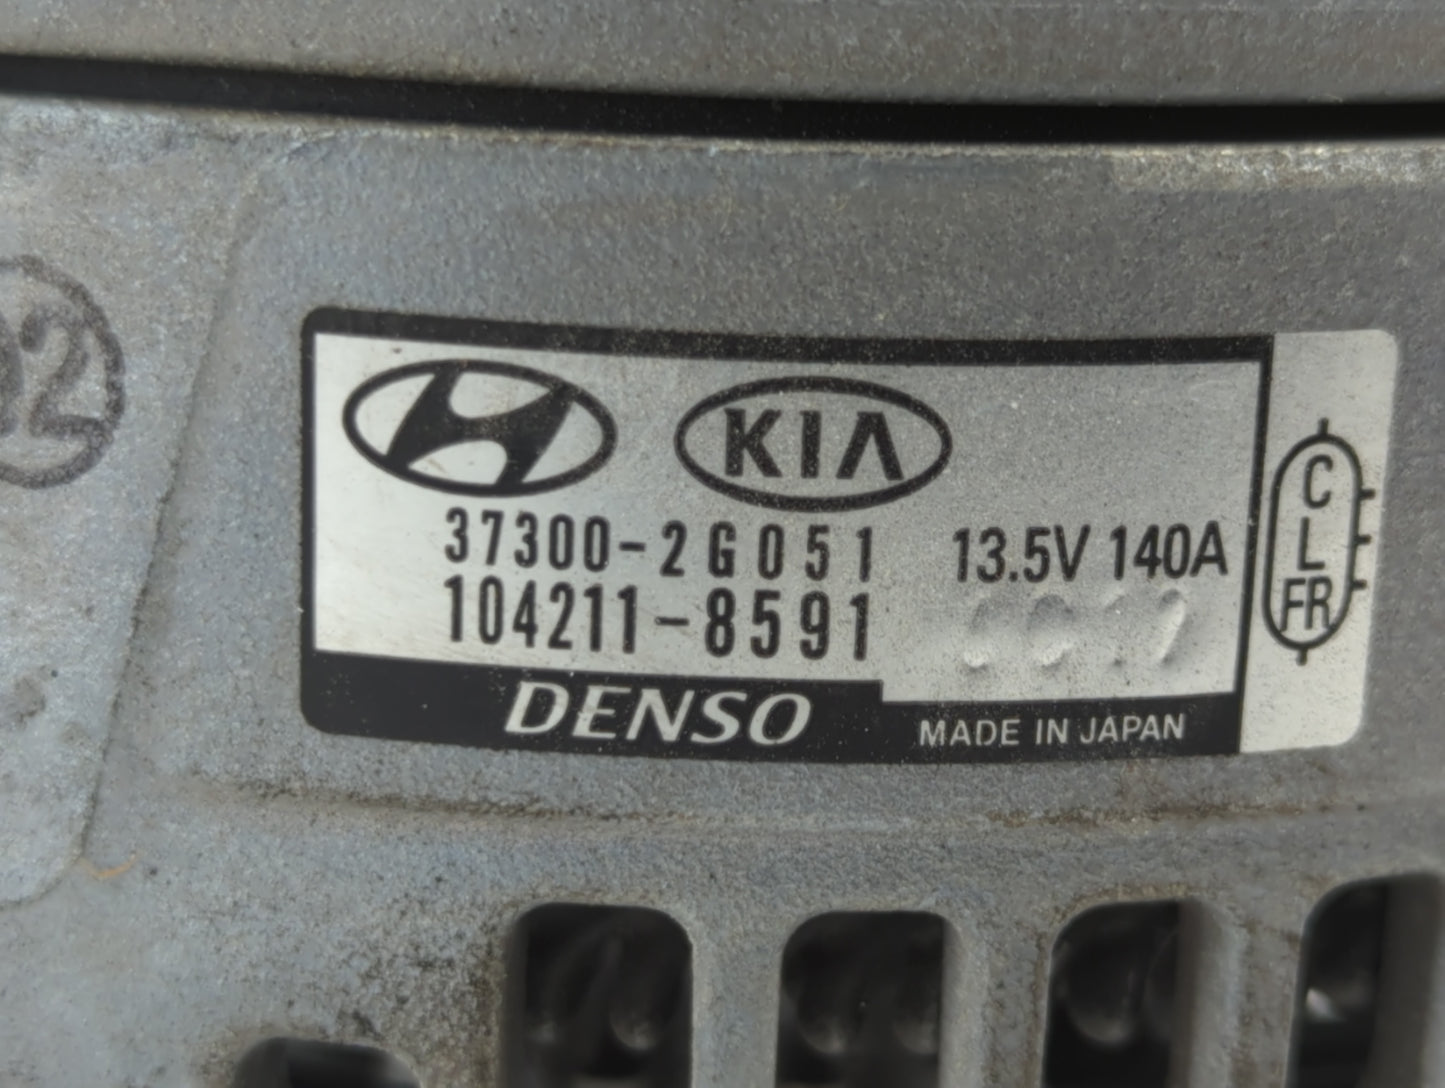 KIA
37300-2G051 13.5V 140A
104211-8591
DENSO
MADE IN JAPAN
C
L
FR